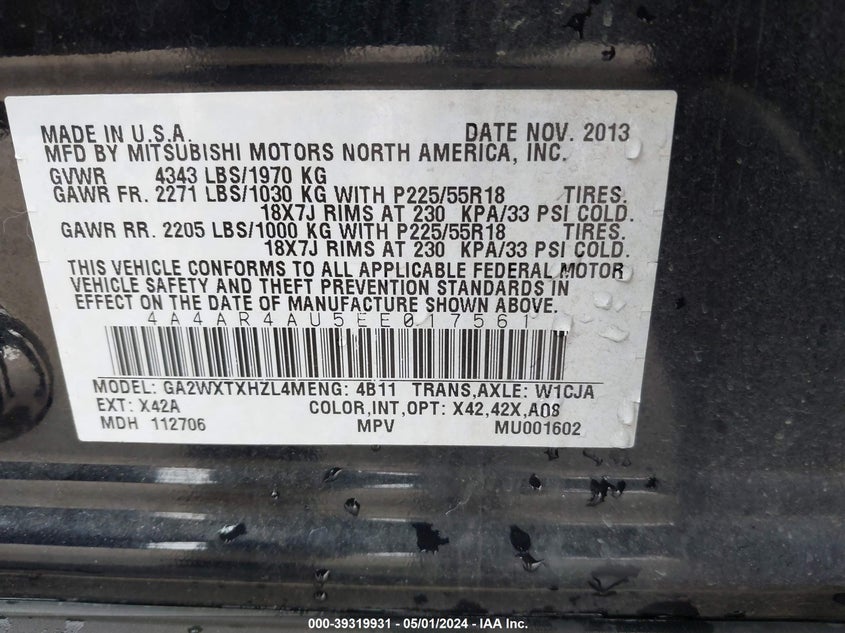 MADE IN U.S.A. DATE NOV. 2013
MFD BY MITSUBISHI MOTORS NORTH AMERICA, INC.
GVWR 4343 LBS/1970 KG
GAWR FR. 2271 LBS/1030 KG WITH P225/55R18 TIRES.
18X7J RIMS AT 230 KPA/33 PSI COLD.
GAWR RR. 2205 LBS/1000 KG WITH P225/55R18 TIRES.
18X7J RIMS AT 230 KPA/33 PSI COLD.
THIS VEHICLE CONFORMS TO ALL APPLICABLE FEDERAL MOTOR
VEHICLE SAFETY AND THEFT PREVENTION STANDARDS IN
EFFECT ON THE DATE OF MANUFACTURE SHOWN ABOVE.
4A4AR4AU5EE017561
MODEL: GA2WXTXHZL4MENG: 4B11 TRANS,AXLE: W1CJA
EXT: X42A COLOR,INT,OPT: X42,42X,A08
MDH 112706 MPV MU001602
000-39319931 - 05/01/2024 - IAA Inc.